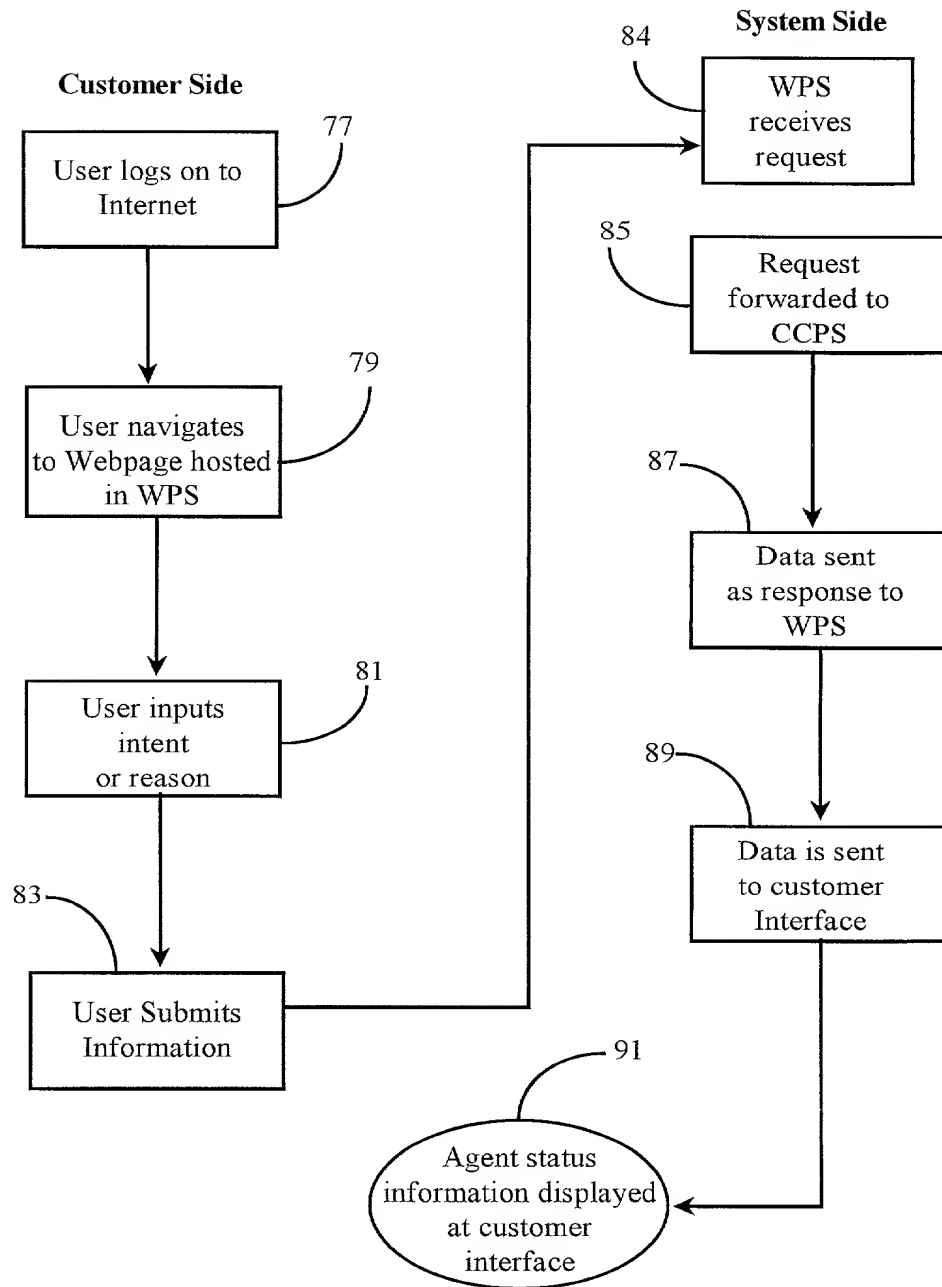 Customer Side
77
User logs on to
Internet
79
User navigates
to Webpage hosted
in WPS
81
User inputs
intent
or reason
83
User Submits
Information
System Side
84
WPS
receives
request
85
Request
forwarded to
CCPS
87
Data sent
as response to
WPS
89
Data is sent
to customer
Interface
91
Agent status
information displayed
at customer
interface